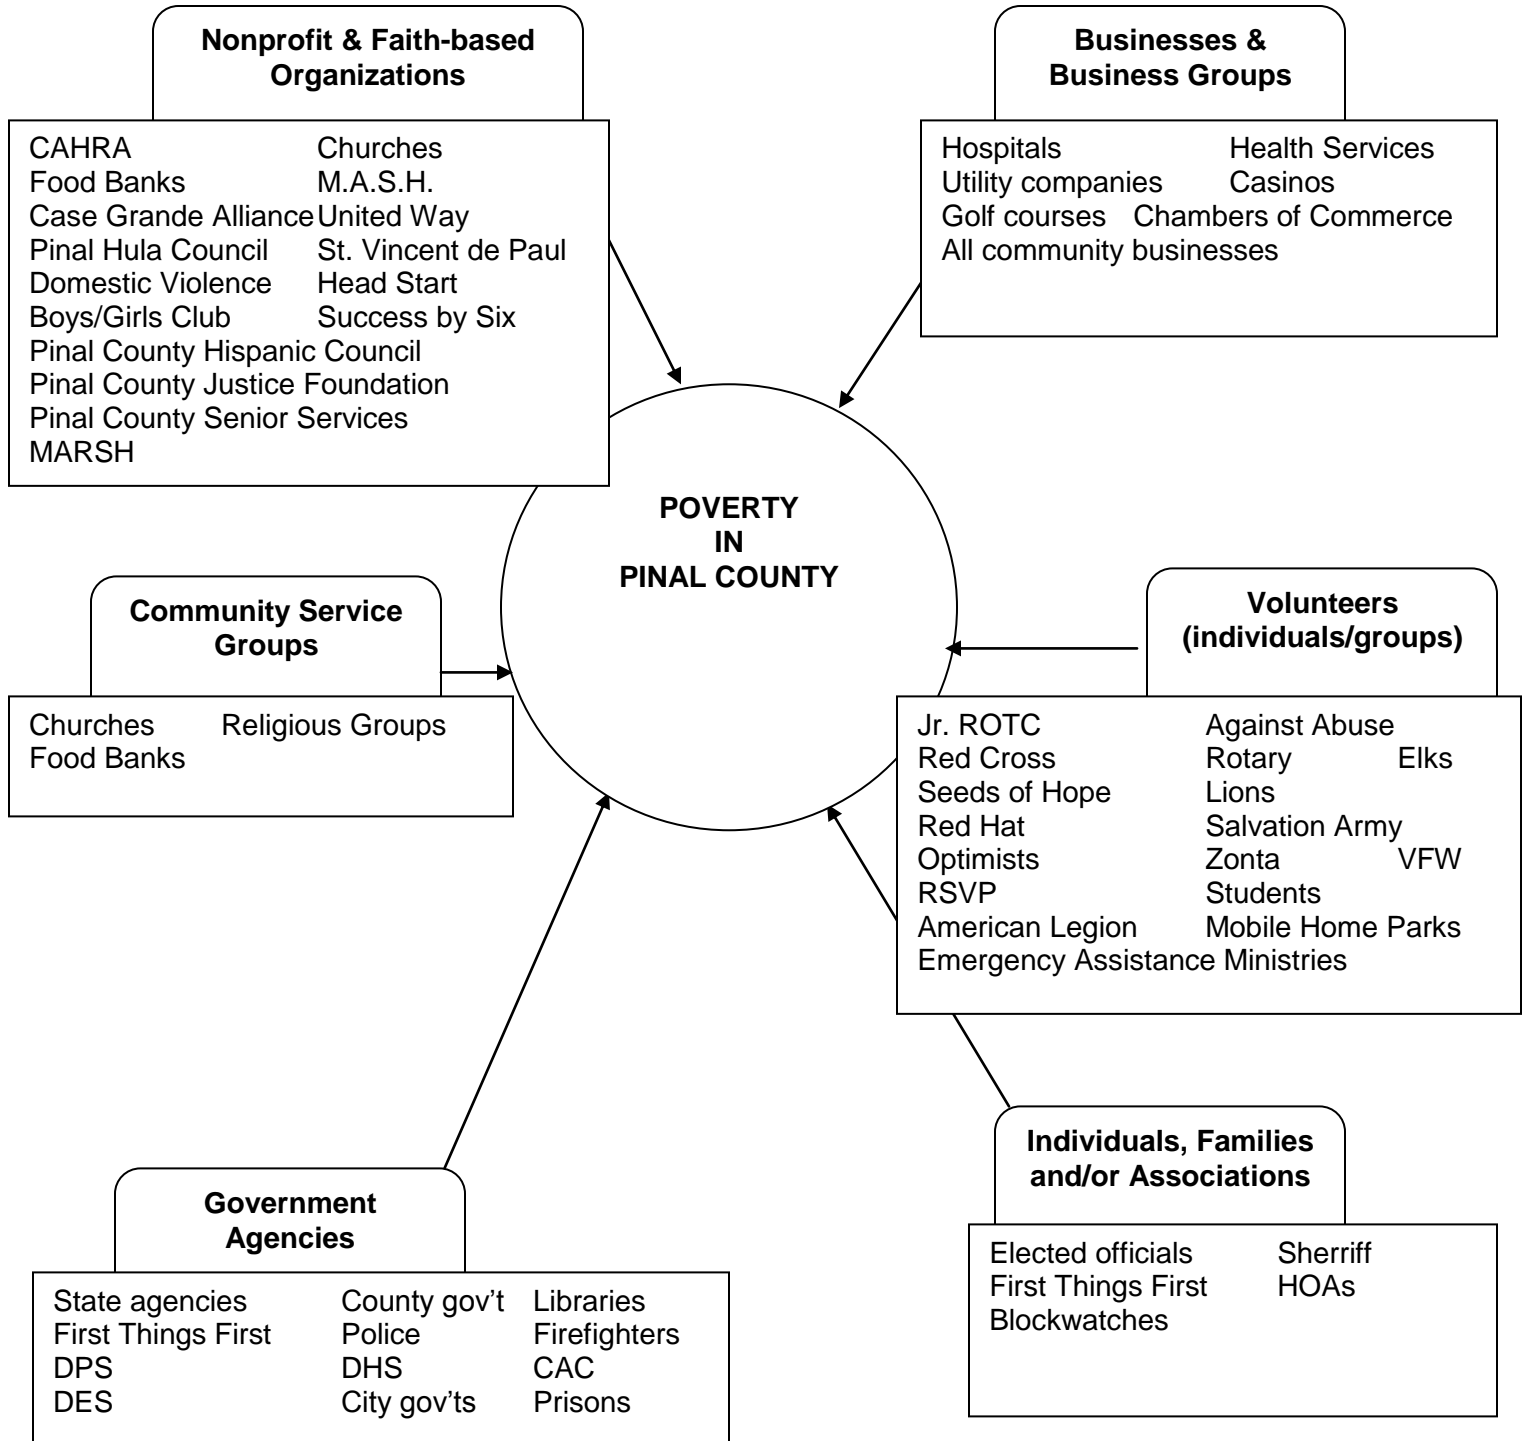 Nonprofit & Faith-based
Organizations
CAHRA Churches
Food Banks M.A.S.H.
Case Grande Alliance United Way
Pinal Hula Council St. Vincent de Paul
Domestic Violence Head Start
Boys/Girls Club Success by Six
Pinal County Hispanic Council
Pinal County Justice Foundation
Pinal County Senior Services
MARSH
Businesses &
Business Groups
Hospitals Health Services
Utility companies Casinos
Golf courses Chambers of Commerce
All community businesses
POVERTY
IN
PINAL COUNTY
Community Service
Groups
Churches Religious Groups
Food Banks
Volunteers
(individuals/groups)
Jr. ROTC Against Abuse
Red Cross Rotary Elks
Seeds of Hope Lions
Red Hat Salvation Army
Optimists Zonta VFW
RSVP Students
American Legion Mobile Home Parks
Emergency Assistance Ministries
Government
Agencies
State agencies County gov’t Libraries
First Things First Police Firefighters
DPS DHS CAC
DES City gov’ts Prisons
Individuals, Families
and/or Associations
Elected officials Sherriff
First Things First HOAs
Blockwatches